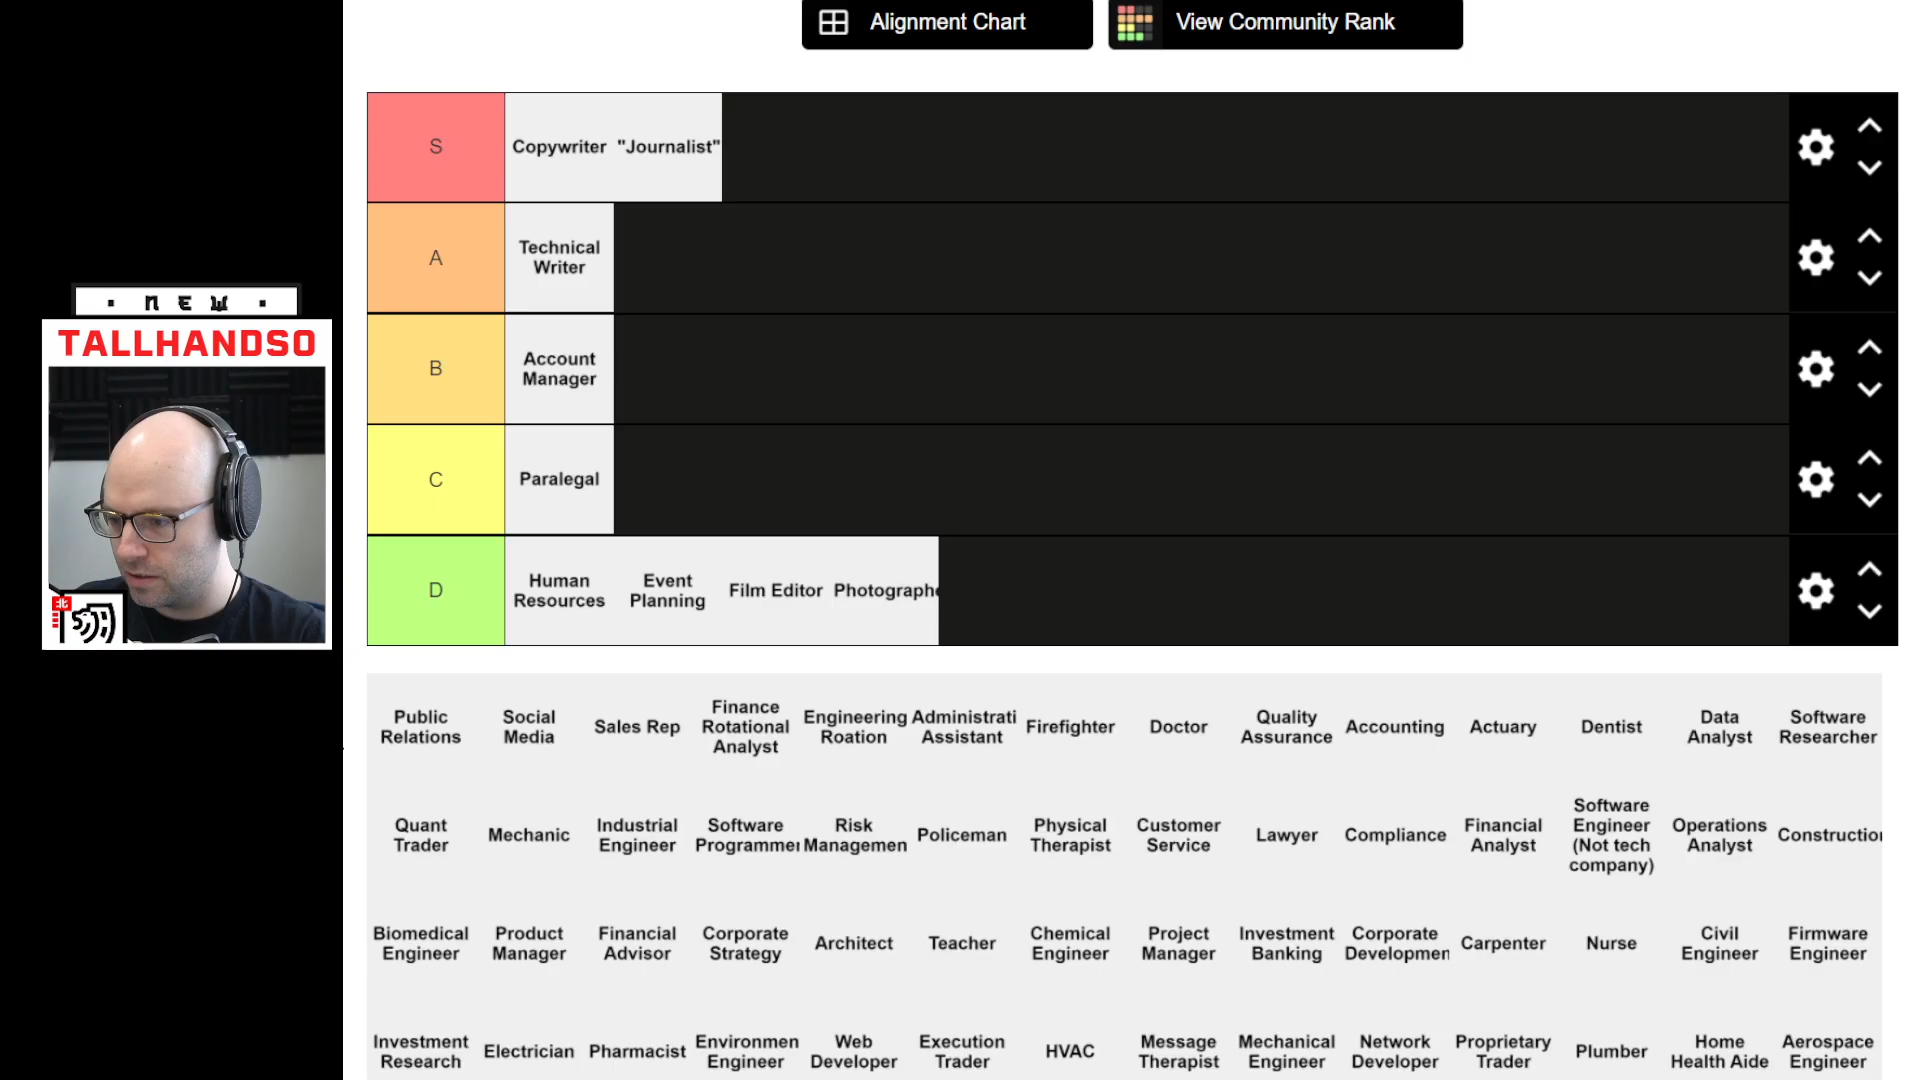 Alignment Chart
View Community Rank
S
Copywriter
"Journalist"
A
Technical
Writer
B
Account
Manager
C
Paralegal
D
Human
Resources
Event
Planning
Film Editor
Photographe
· NEW ·
TALLHANDSO
北
Public
Relations
Social
Media
Sales Rep
Finance
Rotational
Analyst
Engineering
Roation
Administrati
Assistant
Firefighter
Doctor
Quality
Assurance
Accounting
Actuary
Dentist
Data
Analyst
Software
Researcher
Quant
Trader
Mechanic
Industrial
Engineer
Software
Programmer
Risk
Managemen
Policeman
Physical
Therapist
Customer
Service
Lawyer
Compliance
Financial
Analyst
Software
Engineer
(Not tech
company)
Operations
Analyst
Construction
Biomedical
Engineer
Product
Manager
Financial
Advisor
Corporate
Strategy
Architect
Teacher
Chemical
Engineer
Project
Manager
Investment
Banking
Corporate
Developmen
Carpenter
Nurse
Civil
Engineer
Firmware
Engineer
Investment
Research
Electrician
Pharmacist
Environmen
Engineer
Web
Developer
Execution
Trader
HVAC
Message
Therapist
Mechanical
Engineer
Network
Developer
Proprietary
Trader
Plumber
Home
Health Aide
Aerospace
Engineer